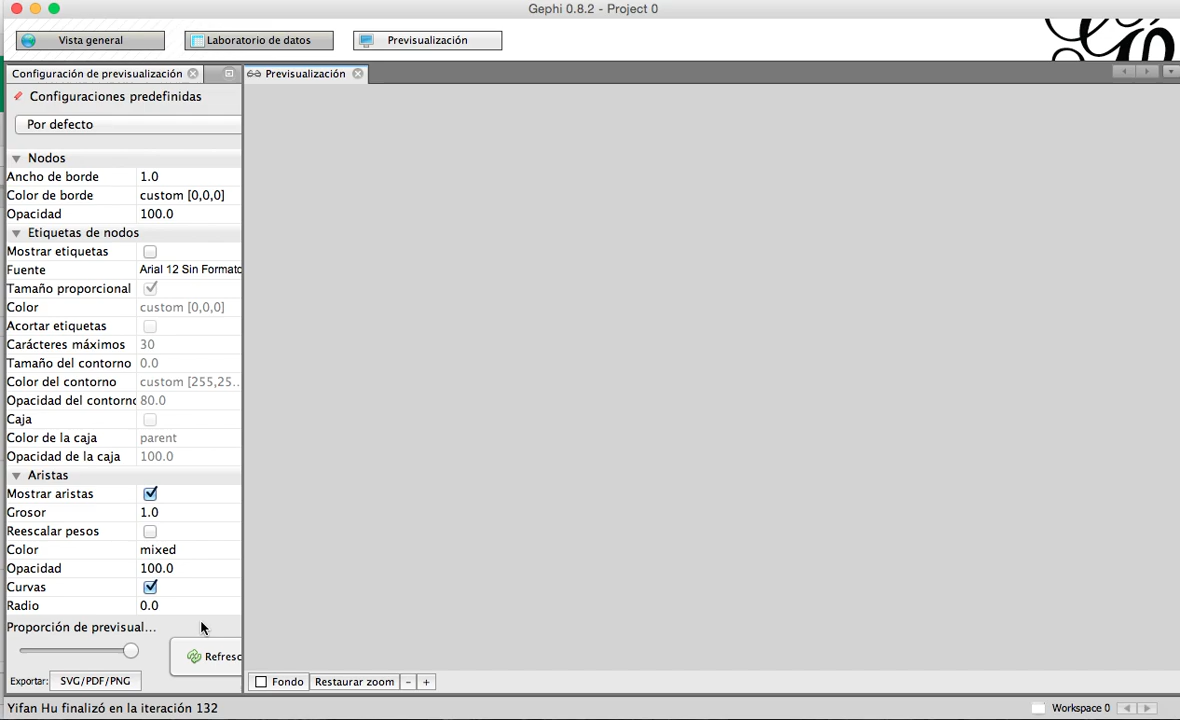 Gephi 0.8.2 - Project 0
Vista general
Laboratorio de datos
Previsualización
Configuración de previsualización
Previsualización
Configuraciones predefinidas
Por defecto
Nodos
Ancho de borde 1.0
Color de borde custom [0,0,0]
Opacidad 100.0
Etiquetas de nodos
Mostrar etiquetas
Fuente Arial 12 Sin Formato
Tamaño proporcional
Color custom [0,0,0]
Acortar etiquetas
Carácteres máximos 30
Tamaño del contorno 0.0
Color del contorno custom [255,25...
Opacidad del contorno 80.0
Caja
Color de la caja parent
Opacidad de la caja 100.0
Aristas
Mostrar aristas
Grosor 1.0
Reescalar pesos
Color mixed
Opacidad 100.0
Curvas
Radio 0.0
Proporción de previsual...
Refresc
Exportar: SVG/PDF/PNG
Fondo Restaurar zoom - +
Yifan Hu finalizó en la iteración 132
Workspace 0